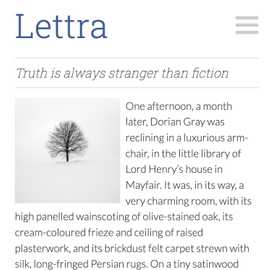 Lettra
Truth is always stranger than fiction
One afternoon, a month
later, Dorian Gray was
reclining in a luxurious arm-
chair, in the little library of
Lord Henry’s house in
Mayfair. It was, in its way, a
very charming room, with its
high panelled wainscoting of olive-stained oak, its
cream-coloured frieze and ceiling of raised
plasterwork, and its brickdust felt carpet strewn with
silk, long-fringed Persian rugs. On a tiny satinwood